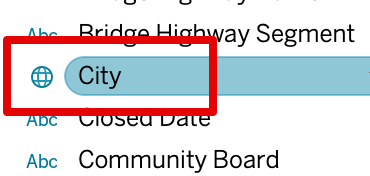 Abc Bridge Highway Segment
City
Abc Closed Date
Abc Community Board